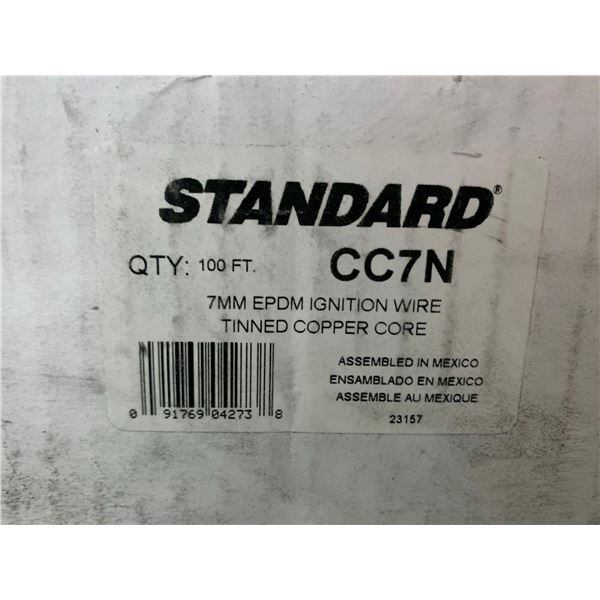 STANDARD®
QTY: 100 FT. CC7N
7MM EPDM IGNITION WIRE
TINNED COPPER CORE
ASSEMBLED IN MEXICO
ENSAMBLADO EN MEXICO
ASSEMBLE AU MEXIQUE
23157
0 91769 04273 8